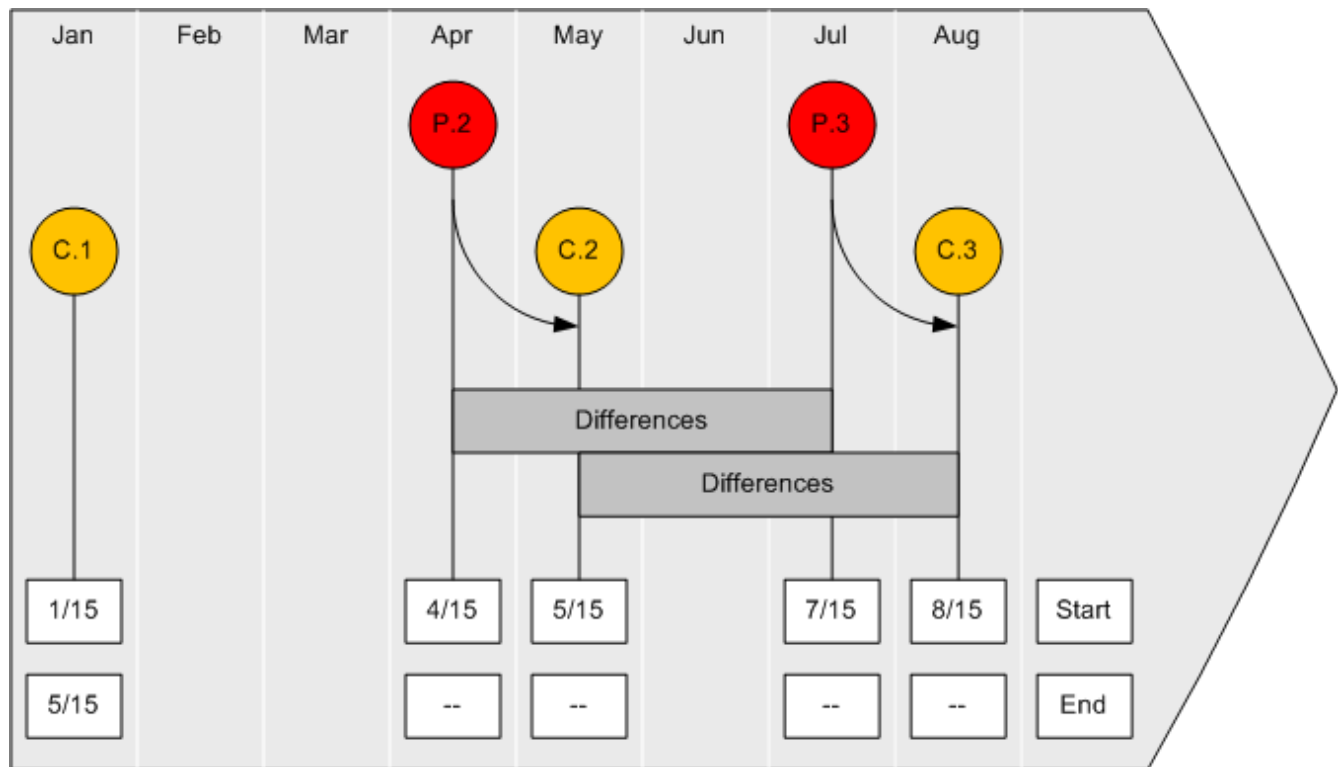 Jan Feb Mar Apr May Jun Jul Aug
P.2 P.3
C.1 C.2 C.3
Differences
Differences
1/15 4/15 5/15 7/15 8/15 Start
5/15 -- -- -- -- End